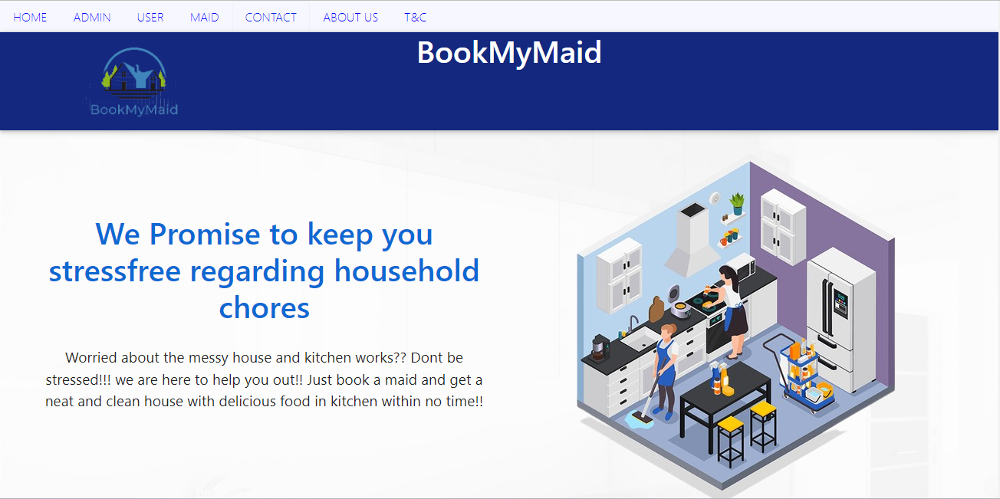 HOME ADMIN USER MAID CONTACT ABOUT US T&C
BookMyMaid
BookMyMaid
We Promise to keep you
stressfree regarding household
chores
Worried about the messy house and kitchen works?? Dont be
stressed!!! we are here to help you out!! Just book a maid and get a
neat and clean house with delicious food in kitchen within no time!!